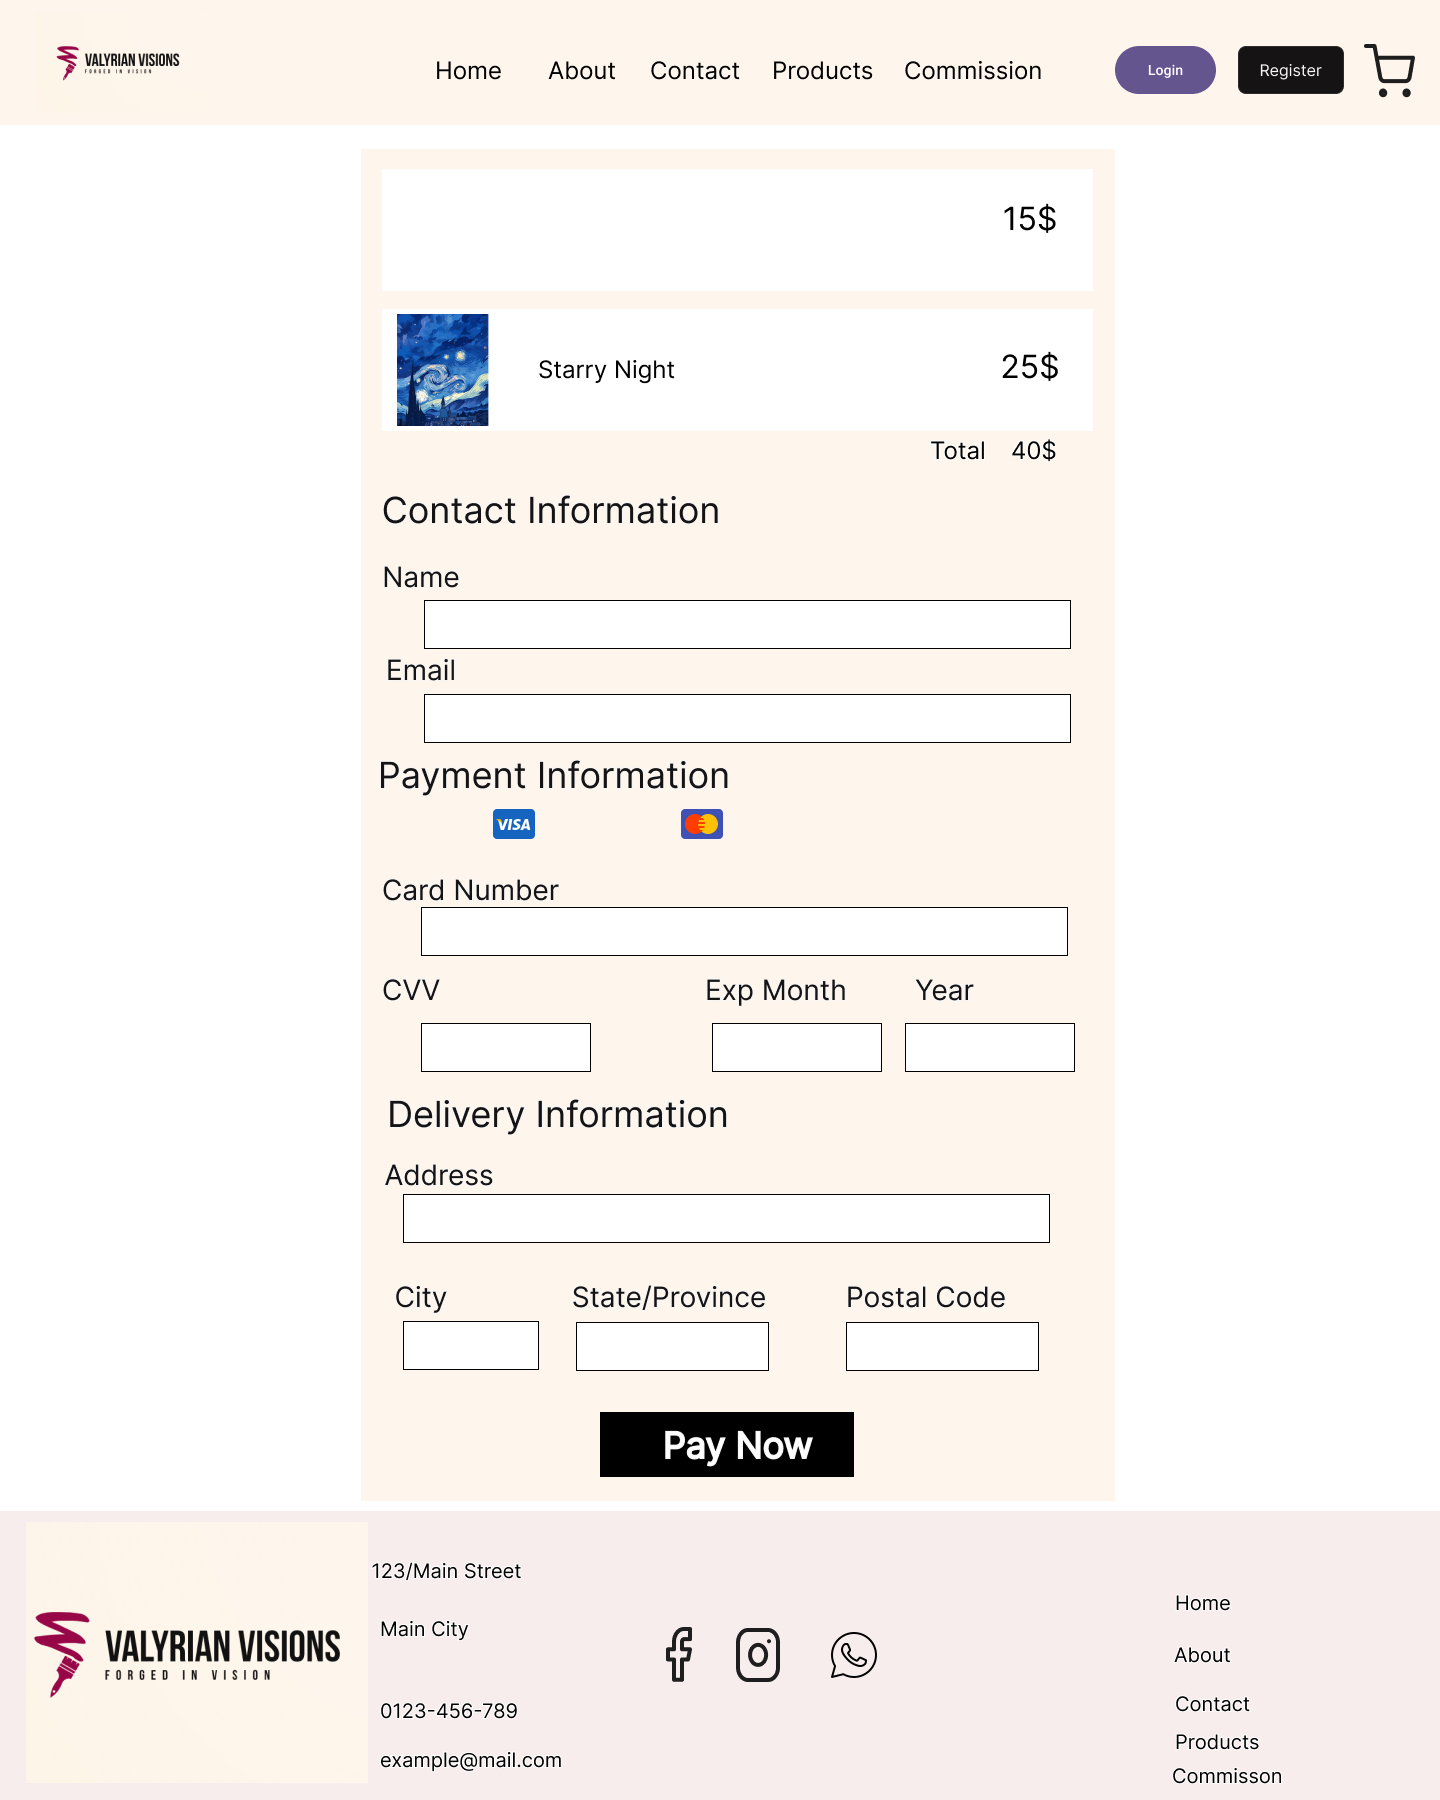 VALYRIAN VISIONS
FORGED IN VISION
Home About Contact Products Commission
Login
Register
15$
Starry Night
25$
Total 40$
Contact Information
Name
Email
Payment Information
VISA
Card Number
CVV Exp Month Year
Delivery Information
Address
City State/Province Postal Code
Pay Now
VALYRIAN VISIONS
FORGED IN VISION
123/Main Street
Main City
0123-456-789
example@mail.com
Home
About
Contact
Products
Commisson